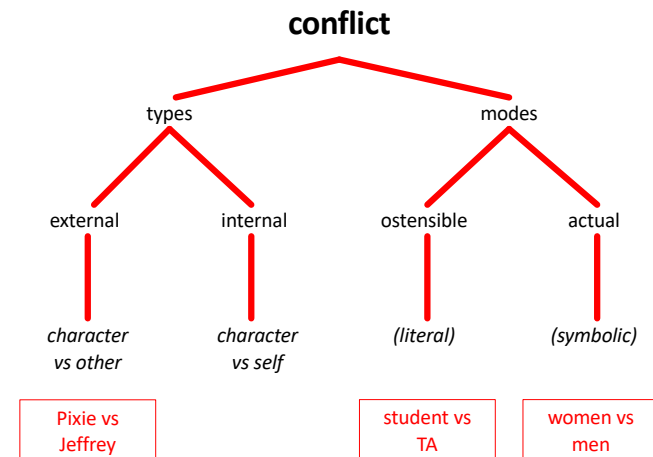 conflict
types
modes
external
internal
ostensible
actual
character
vs other
character
vs self
(literal)
(symbolic)
Pixie vs
Jeffrey
student vs
TA
women vs
men